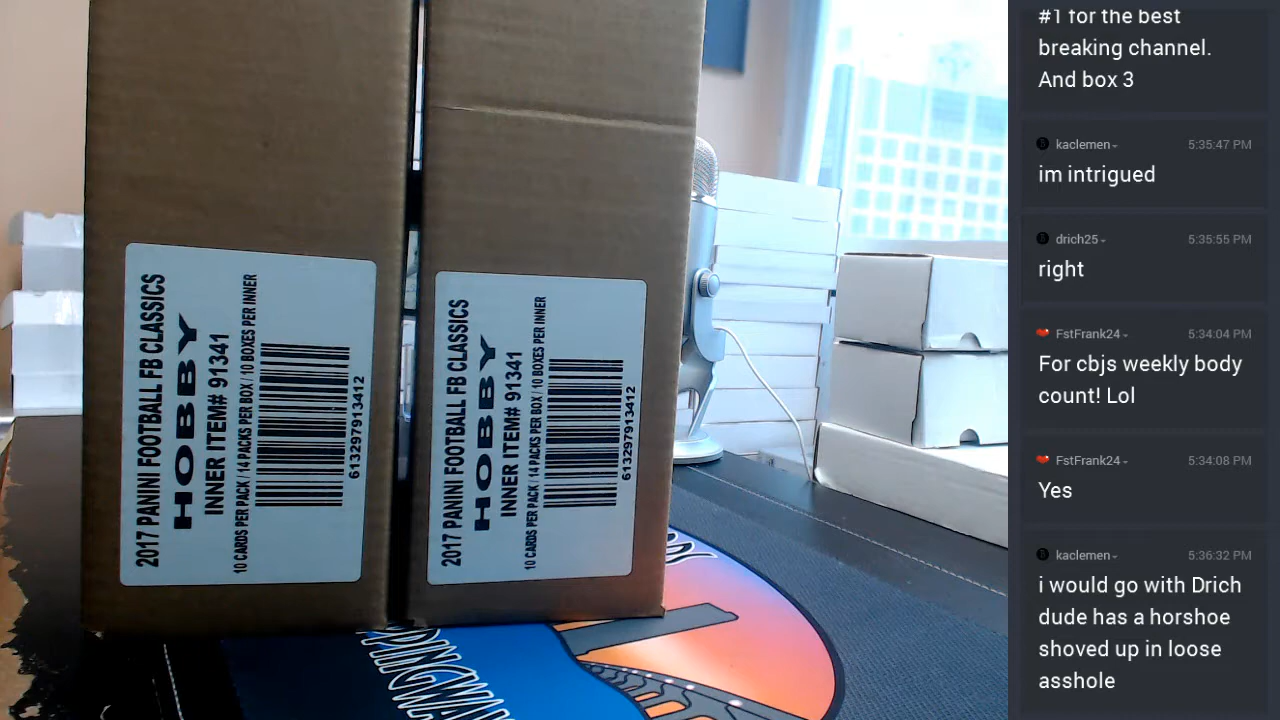 2017 PANINI FOOTBALL FB CLASSICS
HOBBY
INNER ITEM# 91341
10 CARDS PER PACK / 14 PACKS PER BOX / 10 BOXES PER INNER
613297913412
2017 PANINI FOOTBALL FB CLASSICS
HOBBY
INNER ITEM# 91341
10 CARDS PER PACK / 14 PACKS PER BOX / 10 BOXES PER INNER
613297913412
#1 for the best
breaking channel.
And box 3
kaclemen 5:35:47 PM
im intrigued
drich25 5:35:55 PM
right
FstFrank24 5:34:04 PM
For cbjs weekly body
count! Lol
FstFrank24 5:34:08 PM
Yes
kaclemen 5:36:32 PM
i would go with Drich
dude has a horshoe
shoved up in loose
asshole